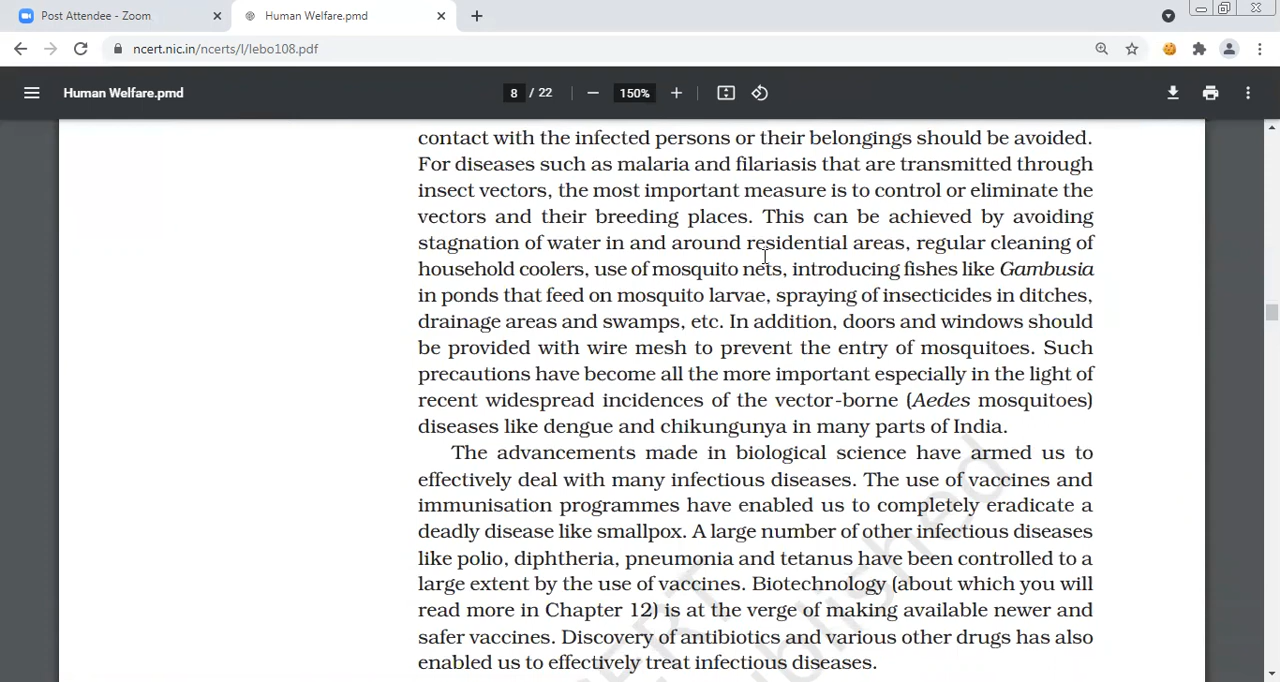 Post Attendee - Zoom
Human Welfare.pmd
ncert.nic.in/ncerts/l/lebo108.pdf
Human Welfare.pmd
8 / 22
150%
contact with the infected persons or their belongings should be avoided.
For diseases such as malaria and filariasis that are transmitted through
insect vectors, the most important measure is to control or eliminate the
vectors and their breeding places. This can be achieved by avoiding
stagnation of water in and around residential areas, regular cleaning of
household coolers, use of mosquito nets, introducing fishes like Gambusia
in ponds that feed on mosquito larvae, spraying of insecticides in ditches,
drainage areas and swamps, etc. In addition, doors and windows should
be provided with wire mesh to prevent the entry of mosquitoes. Such
precautions have become all the more important especially in the light of
recent widespread incidences of the vector-borne (Aedes mosquitoes)
diseases like dengue and chikungunya in many parts of India.
The advancements made in biological science have armed us to
effectively deal with many infectious diseases. The use of vaccines and
immunisation programmes have enabled us to completely eradicate a
deadly disease like smallpox. A large number of other infectious diseases
like polio, diphtheria, pneumonia and tetanus have been controlled to a
large extent by the use of vaccines. Biotechnology (about which you will
read more in Chapter 12) is at the verge of making available newer and
safer vaccines. Discovery of antibiotics and various other drugs has also
enabled us to effectively treat infectious diseases.